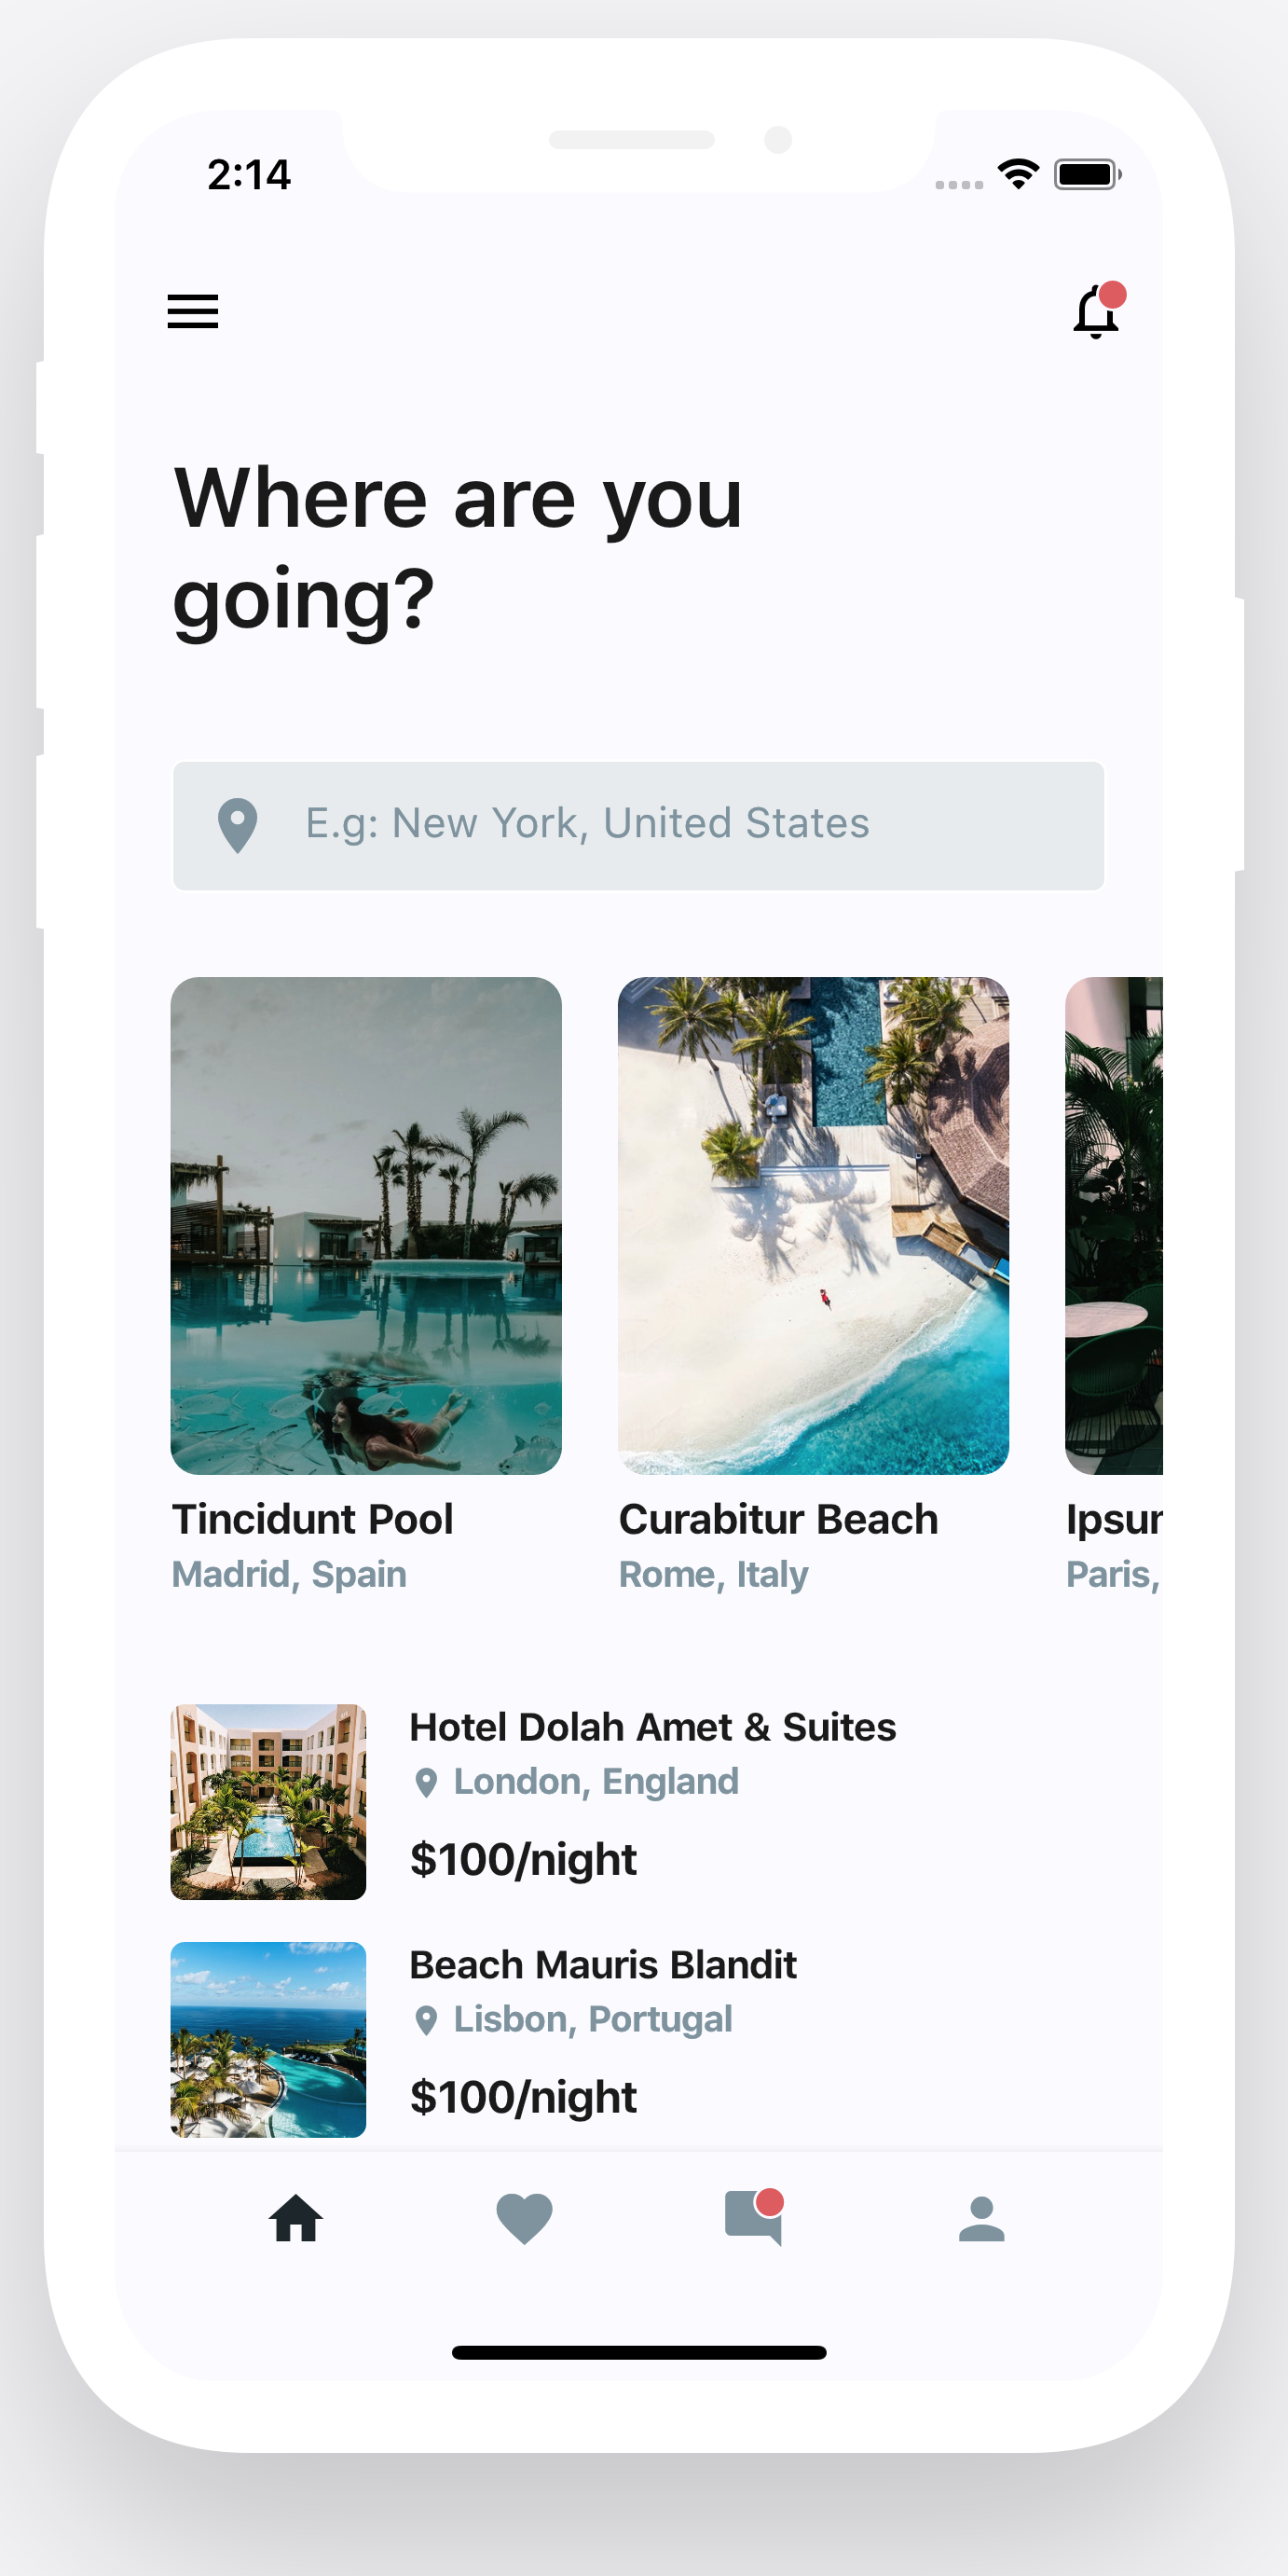 2:14
Where are you
going?
E.g: New York, United States
Tincidunt Pool
Madrid, Spain
Curabitur Beach
Rome, Italy
Paris,
Hotel Dolah Amet & Suites
London, England
$100/night
Beach Mauris Blandit
Lisbon, Portugal
$100/night